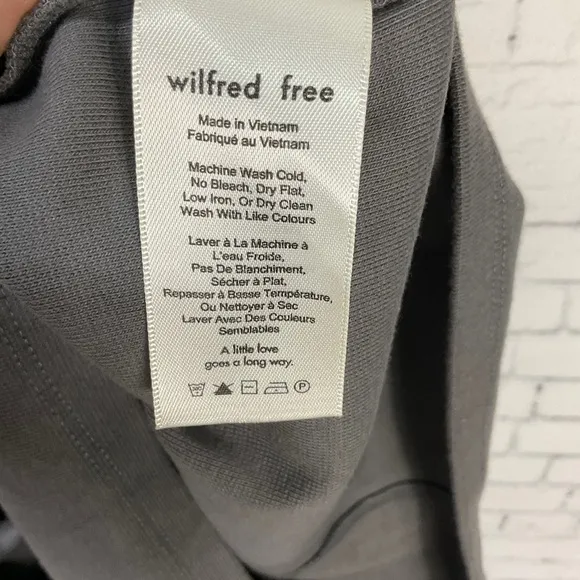 wilfred free
Made in Vietnam
Fabriqué au Vietnam
Machine Wash Cold,
No Bleach, Dry Flat,
Low Iron, Or Dry Clean
Wash With Like Colours
Laver à La Machine à
L'eau Froide,
Pas De Blanchiment,
Sécher à Plat,
Repasser à Basse Température,
Ou Nettoyer à Sec
Laver Avec Des Couleurs
Semblables
A little love
goes a long way.
P